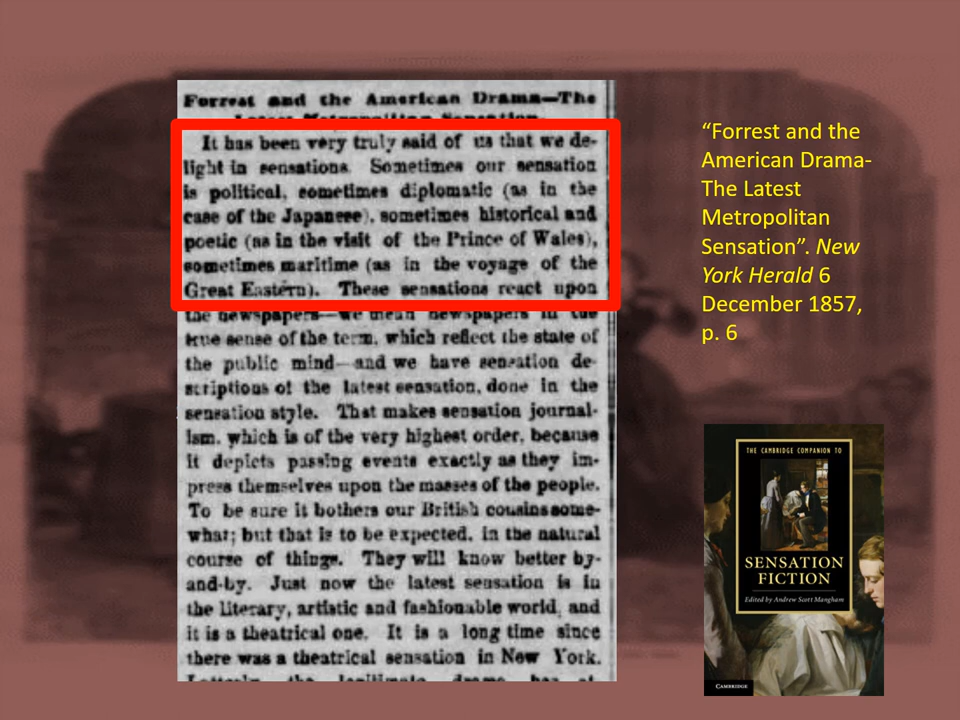 Forrest and the American Drama—The
Latest Metropolitan Sensation.
It has been very truly said of us that we de-
light in sensations. Sometimes our sensation
is political, sometimes diplomatic (as in the
case of the Japanese), sometimes historical and
poetic (as in the visit of the Prince of Wales),
sometimes maritime (as in the voyage of the
Great Eastern). These sensations react upon
the newspapers—we mean newspapers in the
true sense of the term, which reflect the state of
the public mind—and we have sensation de-
scriptions of the latest sensation, done in the
sensation style. That makes sensation journal-
ism, which is of the very highest order, because
it depicts passing events exactly as they im-
press themselves upon the masses of the people.
To be sure it bothers our British cousins some-
what; but that is to be expected, in the natural
course of things. They will know better by-
and-by. Just now the latest sensation is in
the literary, artistic and fashionable world, and
it is a theatrical one. It is a long time since
there was a theatrical sensation in New York.
“Forrest and the
American Drama-
The Latest
Metropolitan
Sensation”. New
York Herald 6
December 1857,
p. 6
THE CAMBRIDGE COMPANION TO
SENSATION
FICTION
Edited by Andrew Scott Mangham
CAMBRIDGE